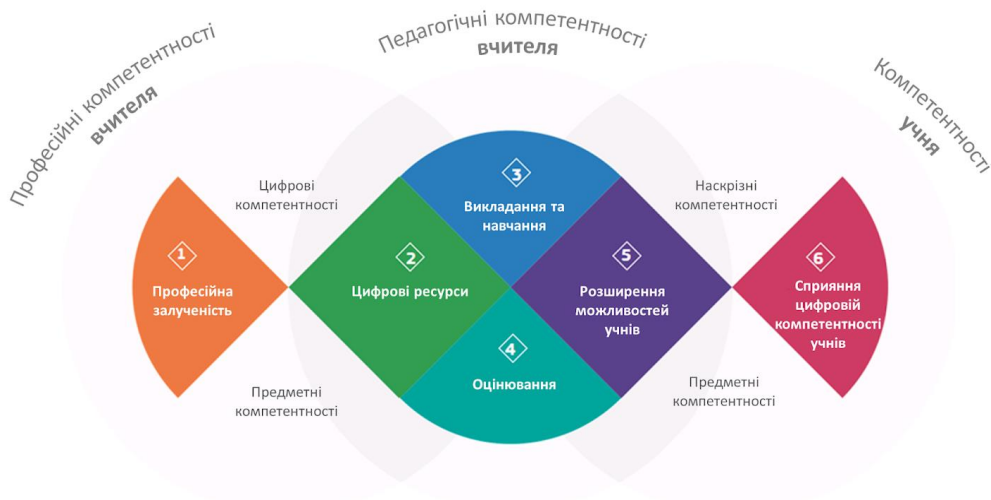 Професійні компетентності
вчителя
Педагогічні компетентності
вчителя
Компетентності
учня
Цифрові
компетентності
Наскрізні
компетентності
1
Професійна
залученість
2
Цифрові ресурси
3
Викладання та
навчання
4
Оцінювання
5
Розширення
можливостей
учнів
6
Сприяння
цифровій
компетентності
учнів
Предметні
компетентності
Предметні
компетентності